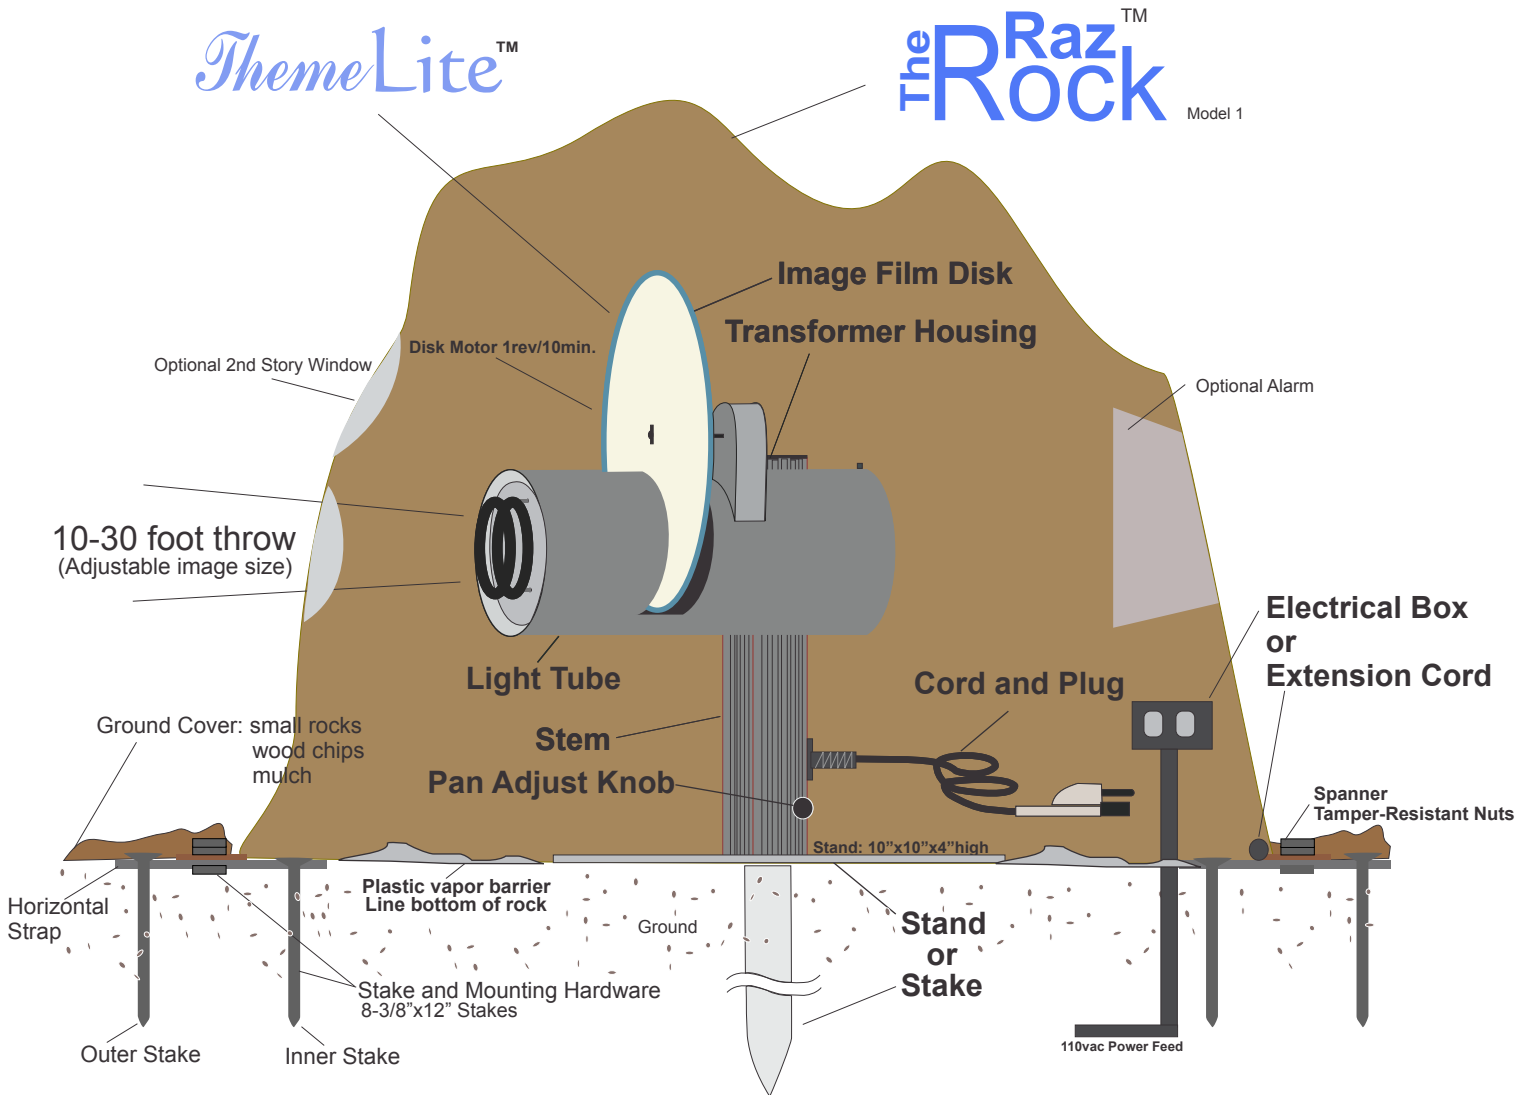 ThemeLite™
The Raz Rock™
Model 1
Image Film Disk
Transformer Housing
Disk Motor 1rev/10min.
Optional 2nd Story Window
Optional Alarm
10-30 foot throw
(Adjustable image size)
Electrical Box
or
Extension Cord
Light Tube
Cord and Plug
Ground Cover: small rocks
wood chips
mulch
Stem
Pan Adjust Knob
Spanner
Tamper-Resistant Nuts
Stand: 10”x10”x4”high
Plastic vapor barrier
Line bottom of rock
Horizontal
Strap
Ground
Stand
or
Stake
Stake and Mounting Hardware
8-3/8”x12” Stakes
Outer Stake
Inner Stake
110vac Power Feed